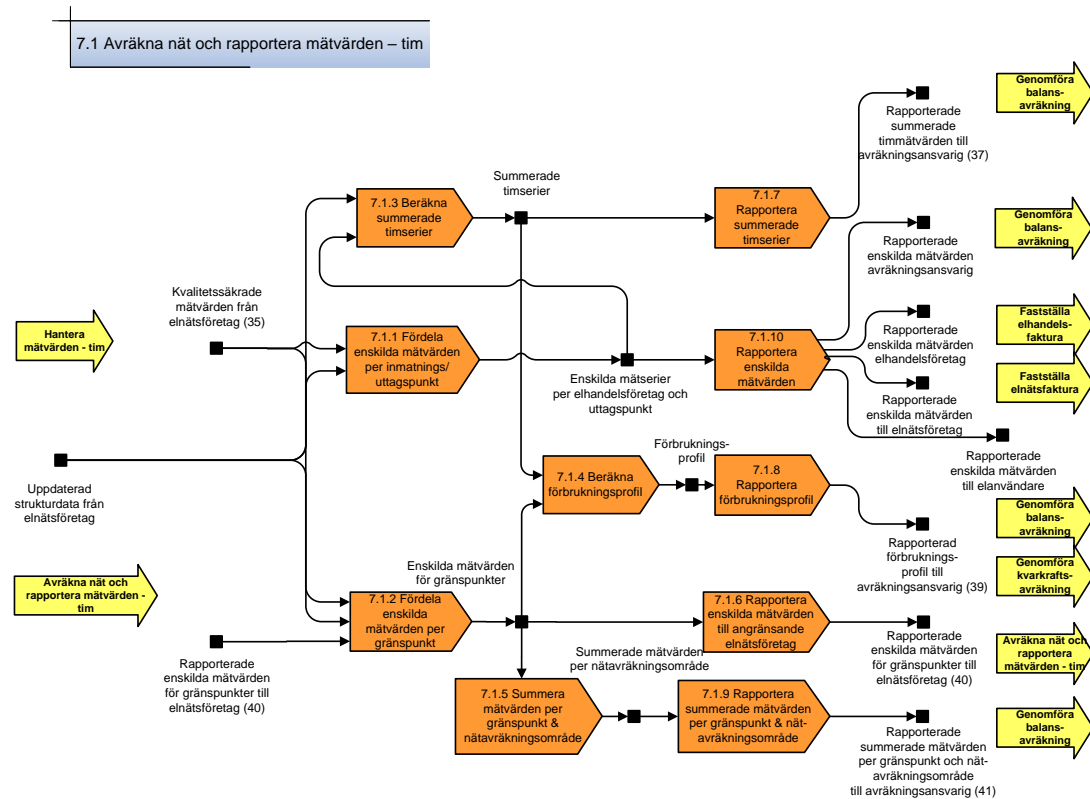 7.1 Avräkna nät och rapportera mätvärden – tim
Genomföra
balans-
avräkning
Rapporterade
summerade
timmätvärden till
avräkningsansvarig (37)
Summerade
timserier
7.1.3 Beräkna
summerade
timserier
7.1.7
Rapportera
summerade
timserier
Genomföra
balans-
avräkning
Rapporterade
enskilda mätvärden
avräkningsansvarig
Kvalitetssäkrade
mätvärden från
elnätsföretag (35)
Hantera
mätvärden - tim
7.1.1 Fördela
enskilda mätvärden
per inmatnings/
uttagspunkt
7.1.10
Rapportera
enskilda
mätvärden
Rapporterade
enskilda mätvärden
elhandelsföretag
Fastställa
elhandels-
faktura
Enskilda mätserier
per elhandelsföretag och
uttagspunkt
Rapporterade
enskilda mätvärden
till elnätsföretag
Fastställa
elnätsfaktura
Rapporterade
enskilda mätvärden
till elanvändare
Förbruknings-
profil
7.1.4 Beräkna
förbrukningsprofil
7.1.8
Rapportera
förbrukningsprofil
Uppdaterad
strukturdata från
elnätsföretag
Genomföra
balans-
avräkning
Rapporterad
förbruknings-
profil till
avräkningsansvarig (39)
Genomföra
kvarkrafts-
avräkning
Avräkna nät och
rapportera mätvärden -
tim
Enskilda mätvärden
för gränspunkter
7.1.2 Fördela
enskilda
mätvärden per
gränspunkt
7.1.6 Rapportera
enskilda mätvärden
till angränsande
elnätsföretag
Rapporterade
enskilda mätvärden
för gränspunkter till
elnätsföretag (40)
Avräkna nät och
rapportera
mätvärden - tim
Rapporterade
enskilda mätvärden
för gränspunkter till
elnätsföretag (40)
Summerade mätvärden
per nätavräkningsområde
7.1.5 Summera
mätvärden per
gränspunkt &
nätavräkningsområde
7.1.9 Rapportera
summerade mätvärden
per gränspunkt & nät-
avräkningsområde
Genomföra
balans-
avräkning
Rapporterade
summerade mätvärden
per gränspunkt och nät-
avräkningsområde
till avräkningsansvarig (41)